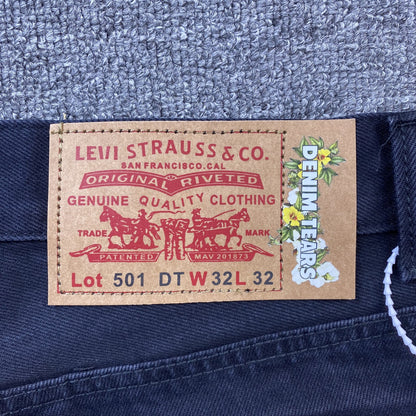 LEVI STRAUSS & CO.
SAN FRANCISCO.CAL
ORIGINAL RIVETED
GENUINE QUALITY CLOTHING
TRADE MARK
PATENTED MAV 201873
Lot 501 DT W 32 L 32
DENIM TEARS